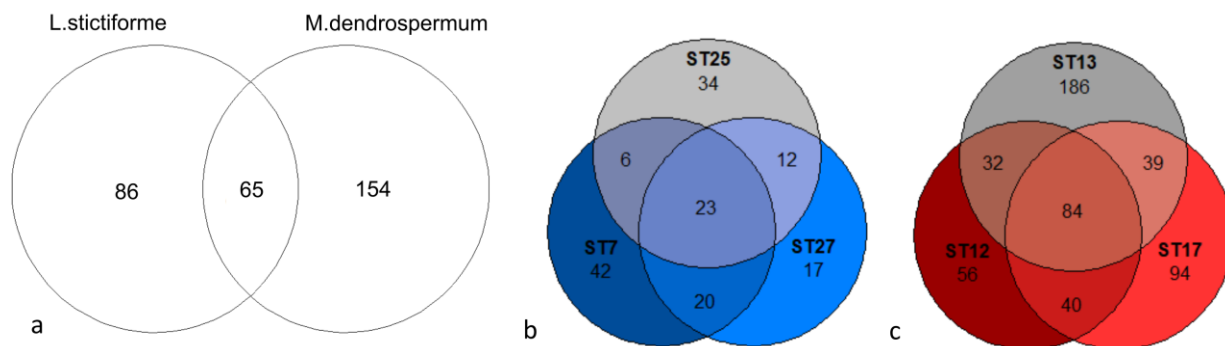 L.stictiforme
M.dendrospermum
86
65
154
a
ST25
34
6
12
23
ST7
42
ST27
17
20
b
ST13
186
32
39
84
ST12
56
ST17
94
40
c